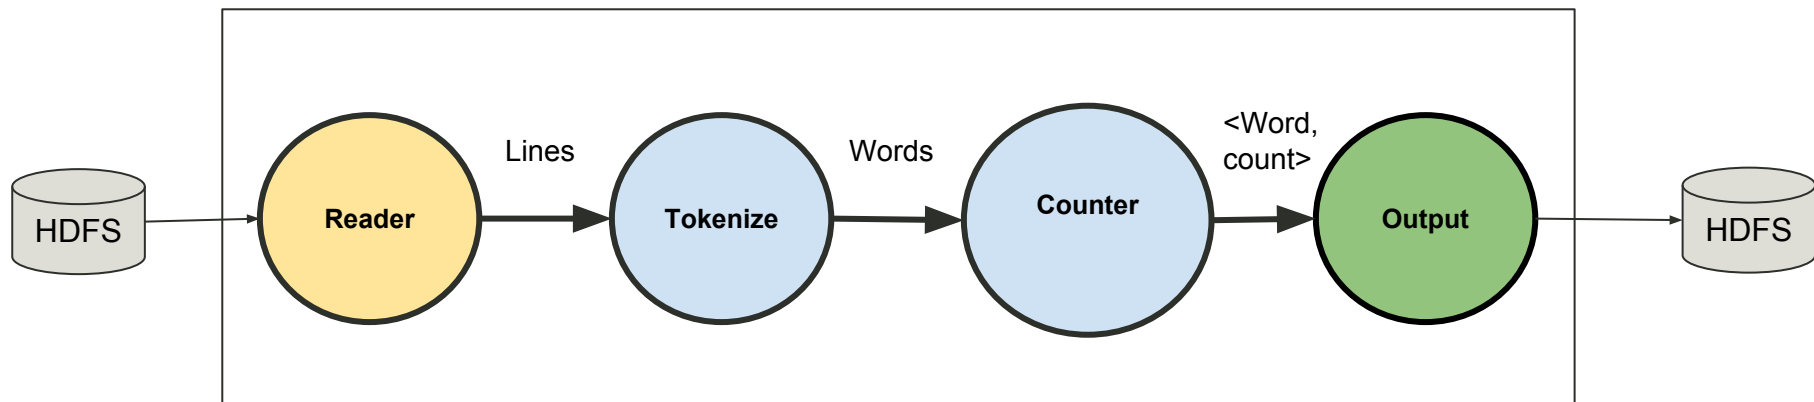 HDFS
Reader
Lines
Tokenize
Words
Counter
<Word,
count>
Output
HDFS